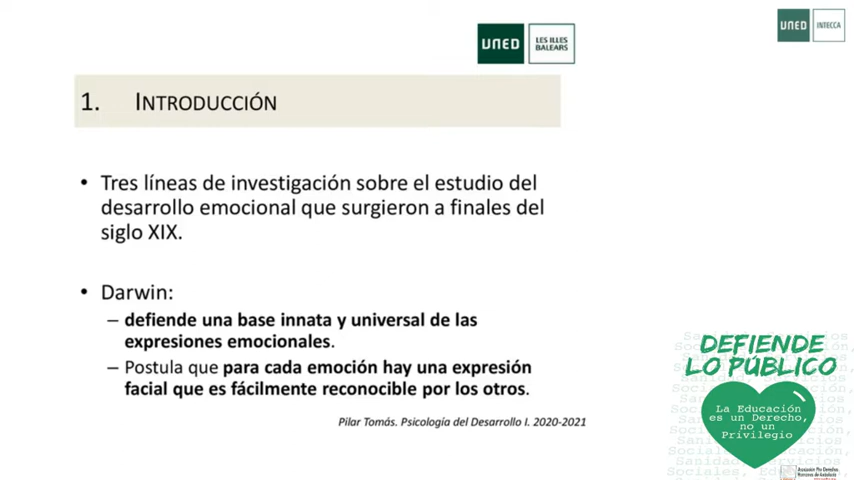 UNED
LES ILLES
BALEARS
UNED
INTECCA
1. INTRODUCCIÓN
• Tres líneas de investigación sobre el estudio del
desarrollo emocional que surgieron a finales del
siglo XIX.
• Darwin:
– defiende una base innata y universal de las
expresiones emocionales.
– Postula que para cada emoción hay una expresión
facial que es fácilmente reconocible por los otros.
Pilar Tomás. Psicología del Desarrollo I. 2020-2021
DEFIENDE
LO PÚBLICO
La Educación
es un Derecho,
no un
Privilegio